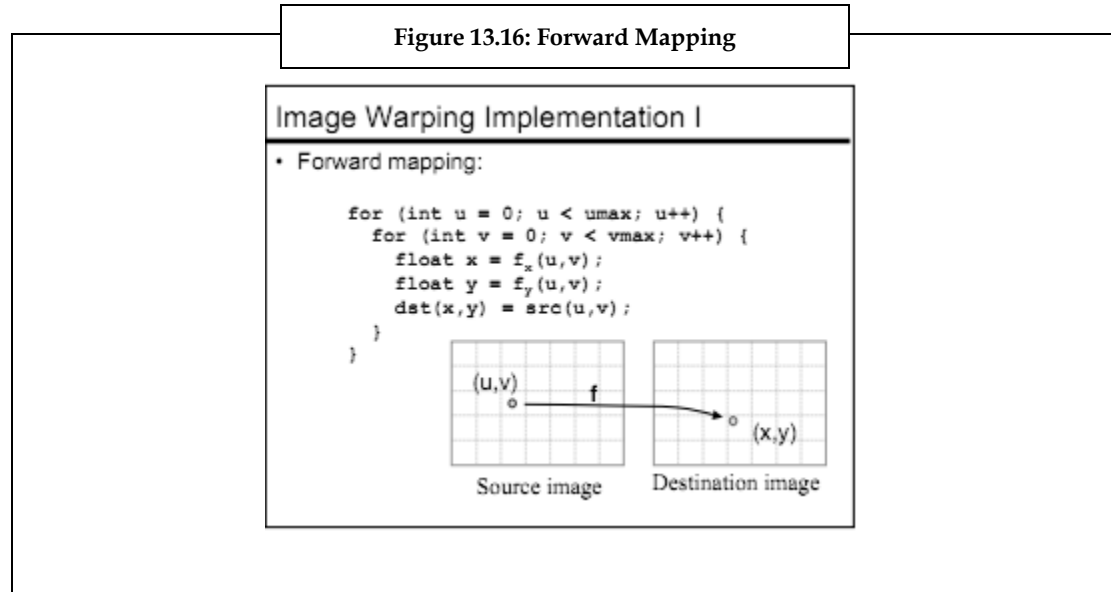 Figure 13.16: Forward Mapping
Image Warping Implementation I
• Forward mapping:
for (int u = 0; u < umax; u++) {
for (int v = 0; v < vmax; v++) {
float x = fx(u,v);
float y = fy(u,v);
dst(x,y) = src(u,v);
}
}
(u,v)
f
(x,y)
Source image
Destination image